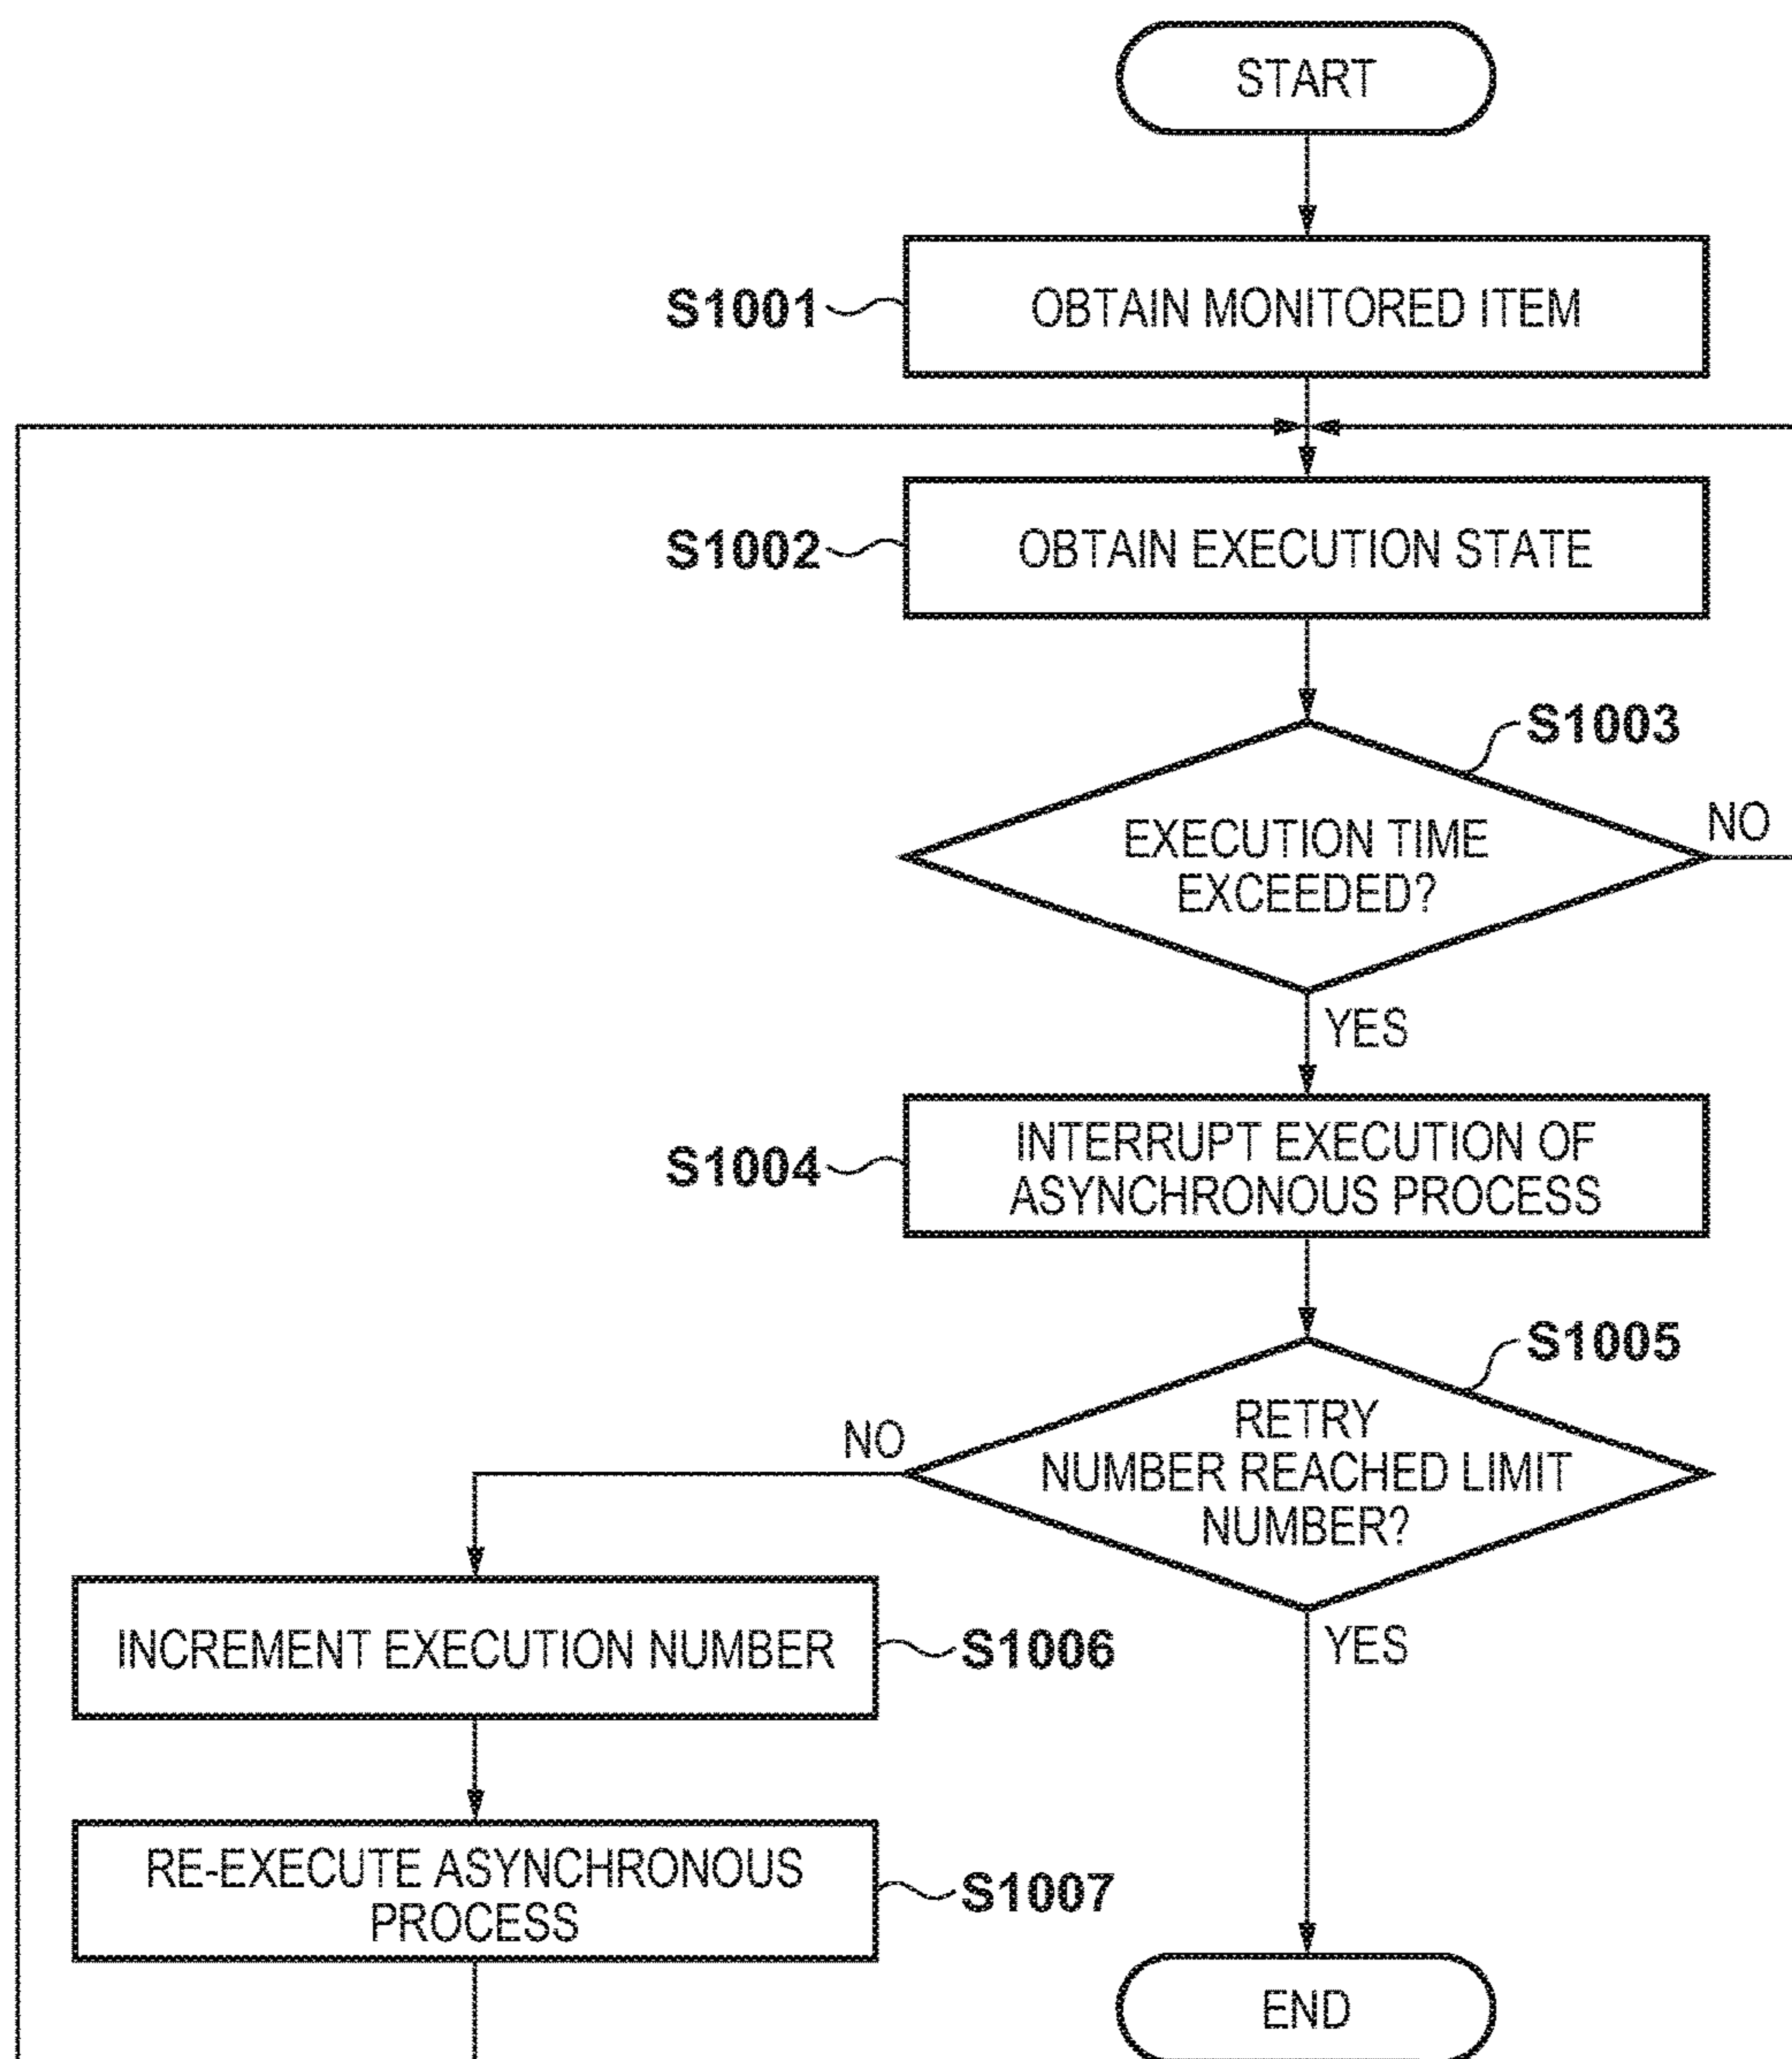 START
S1001
OBTAIN MONITORED ITEM
S1002
OBTAIN EXECUTION STATE
S1003
EXECUTION TIME
EXCEEDED?
NO
YES
S1004
INTERRUPT EXECUTION OF
ASYNCHRONOUS PROCESS
S1005
RETRY
NUMBER REACHED LIMIT
NUMBER?
NO
YES
INCREMENT EXECUTION NUMBER
S1006
RE-EXECUTE ASYNCHRONOUS
PROCESS
S1007
END